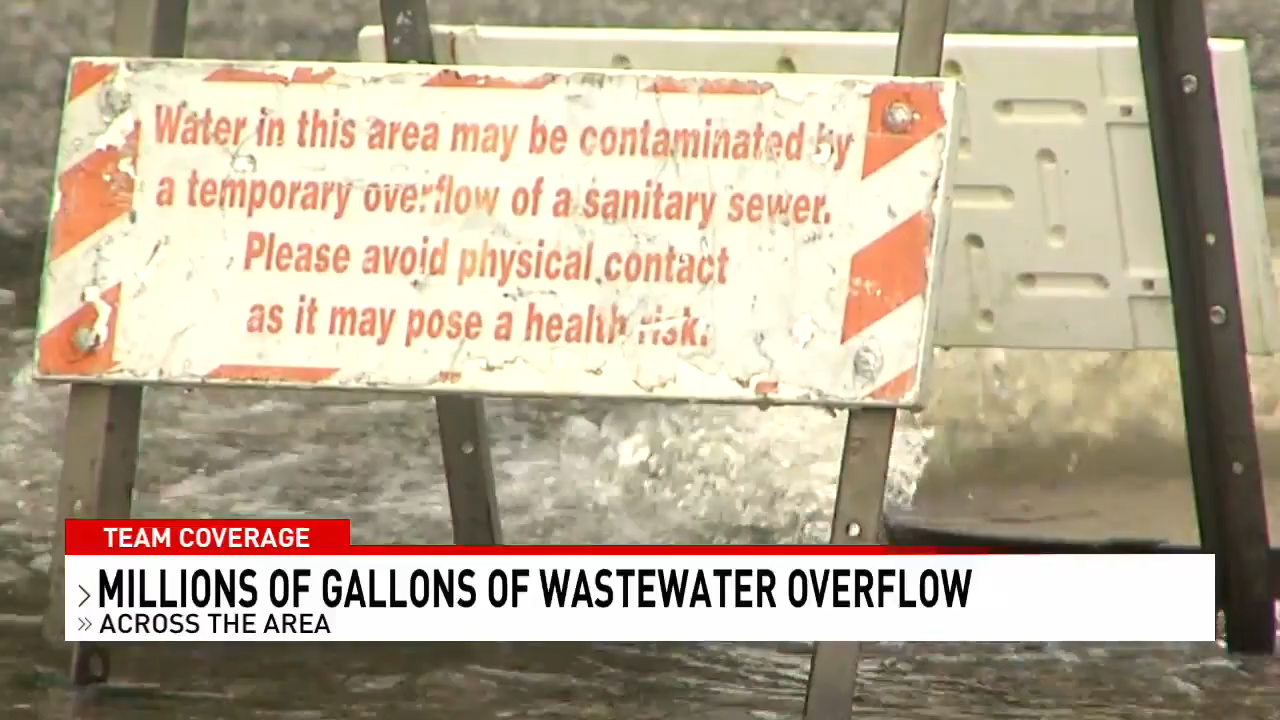 Water in this area may be contaminated by
a temporary overflow of a sanitary sewer.
Please avoid physical contact
as it may pose a health risk.
TEAM COVERAGE
MILLIONS OF GALLONS OF WASTEWATER OVERFLOW
ACROSS THE AREA